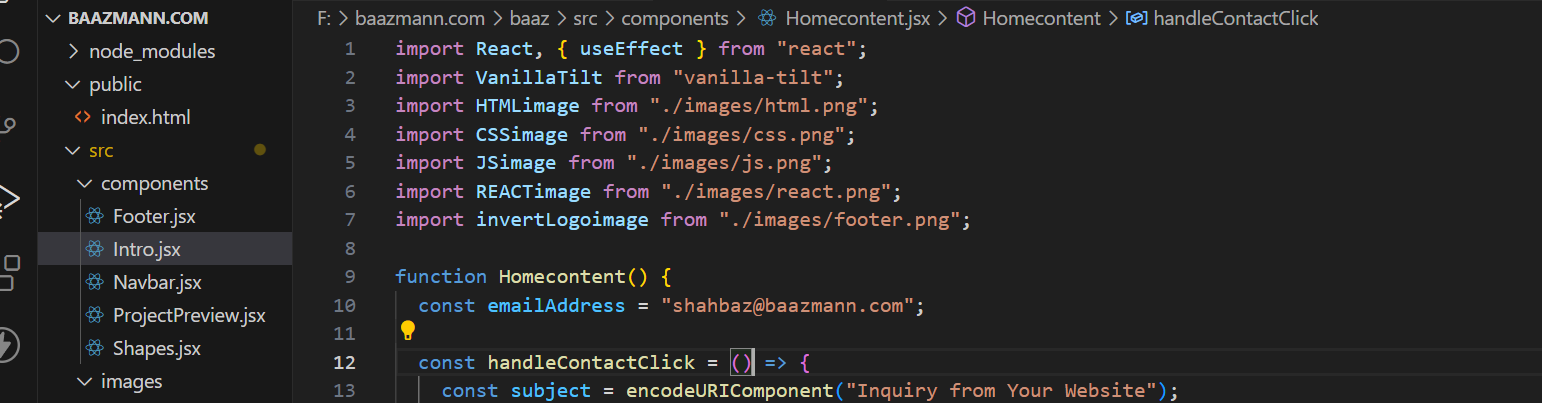 BAAZMANN.COM
node_modules
public
index.html
src
components
Footer.jsx
Intro.jsx
Navbar.jsx
ProjectPreview.jsx
Shapes.jsx
images
F: > baazmann.com > baaz > src > components > Homecontent.jsx > Homecontent > handleContactClick
1 import React, { useEffect } from "react";
2 import VanillaTilt from "vanilla-tilt";
3 import HTMLimage from "./images/html.png";
4 import CSSimage from "./images/css.png";
5 import JSimage from "./images/js.png";
6 import REACTimage from "./images/react.png";
7 import invertLogoimage from "./images/footer.png";
8
9 function Homecontent() {
10 const emailAddress = "shahbaz@baazmann.com";
11
12 const handleContactClick = () => {
13 const subject = encodeURIComponent("Inquiry from Your Website");